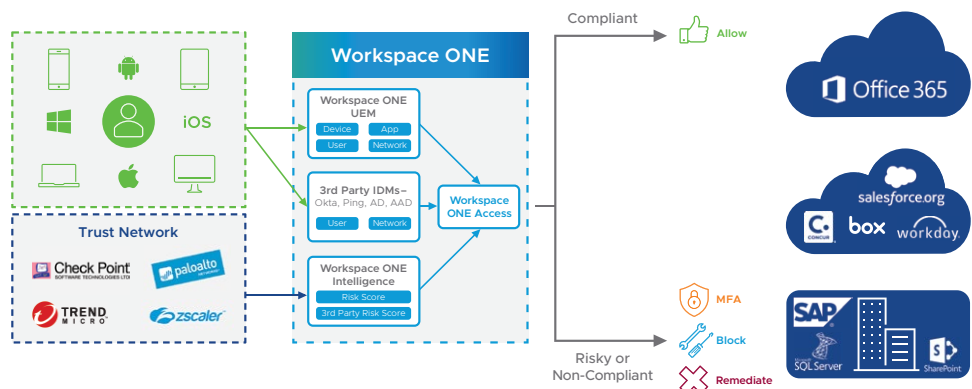 iOS
Trust Network
Check Point
SOFTWARE TECHNOLOGIES LTD
paloalto
NETWORKS
TREND
MICRO
zscaler
Workspace ONE
Workspace ONE
UEM
Device
App
User
Network
3rd Party IDMs–
Okta, Ping, AD, AAD
User
Network
Workspace ONE
Intelligence
Risk Score
3rd Party Risk Score
Workspace
ONE Access
Compliant
Allow
MFA
Block
Remediate
Risky or
Non-Compliant
Office 365
salesforce.org
C.
CONCUR
box
workday.
SAP
Microsoft
SQL Server
S
SharePoint